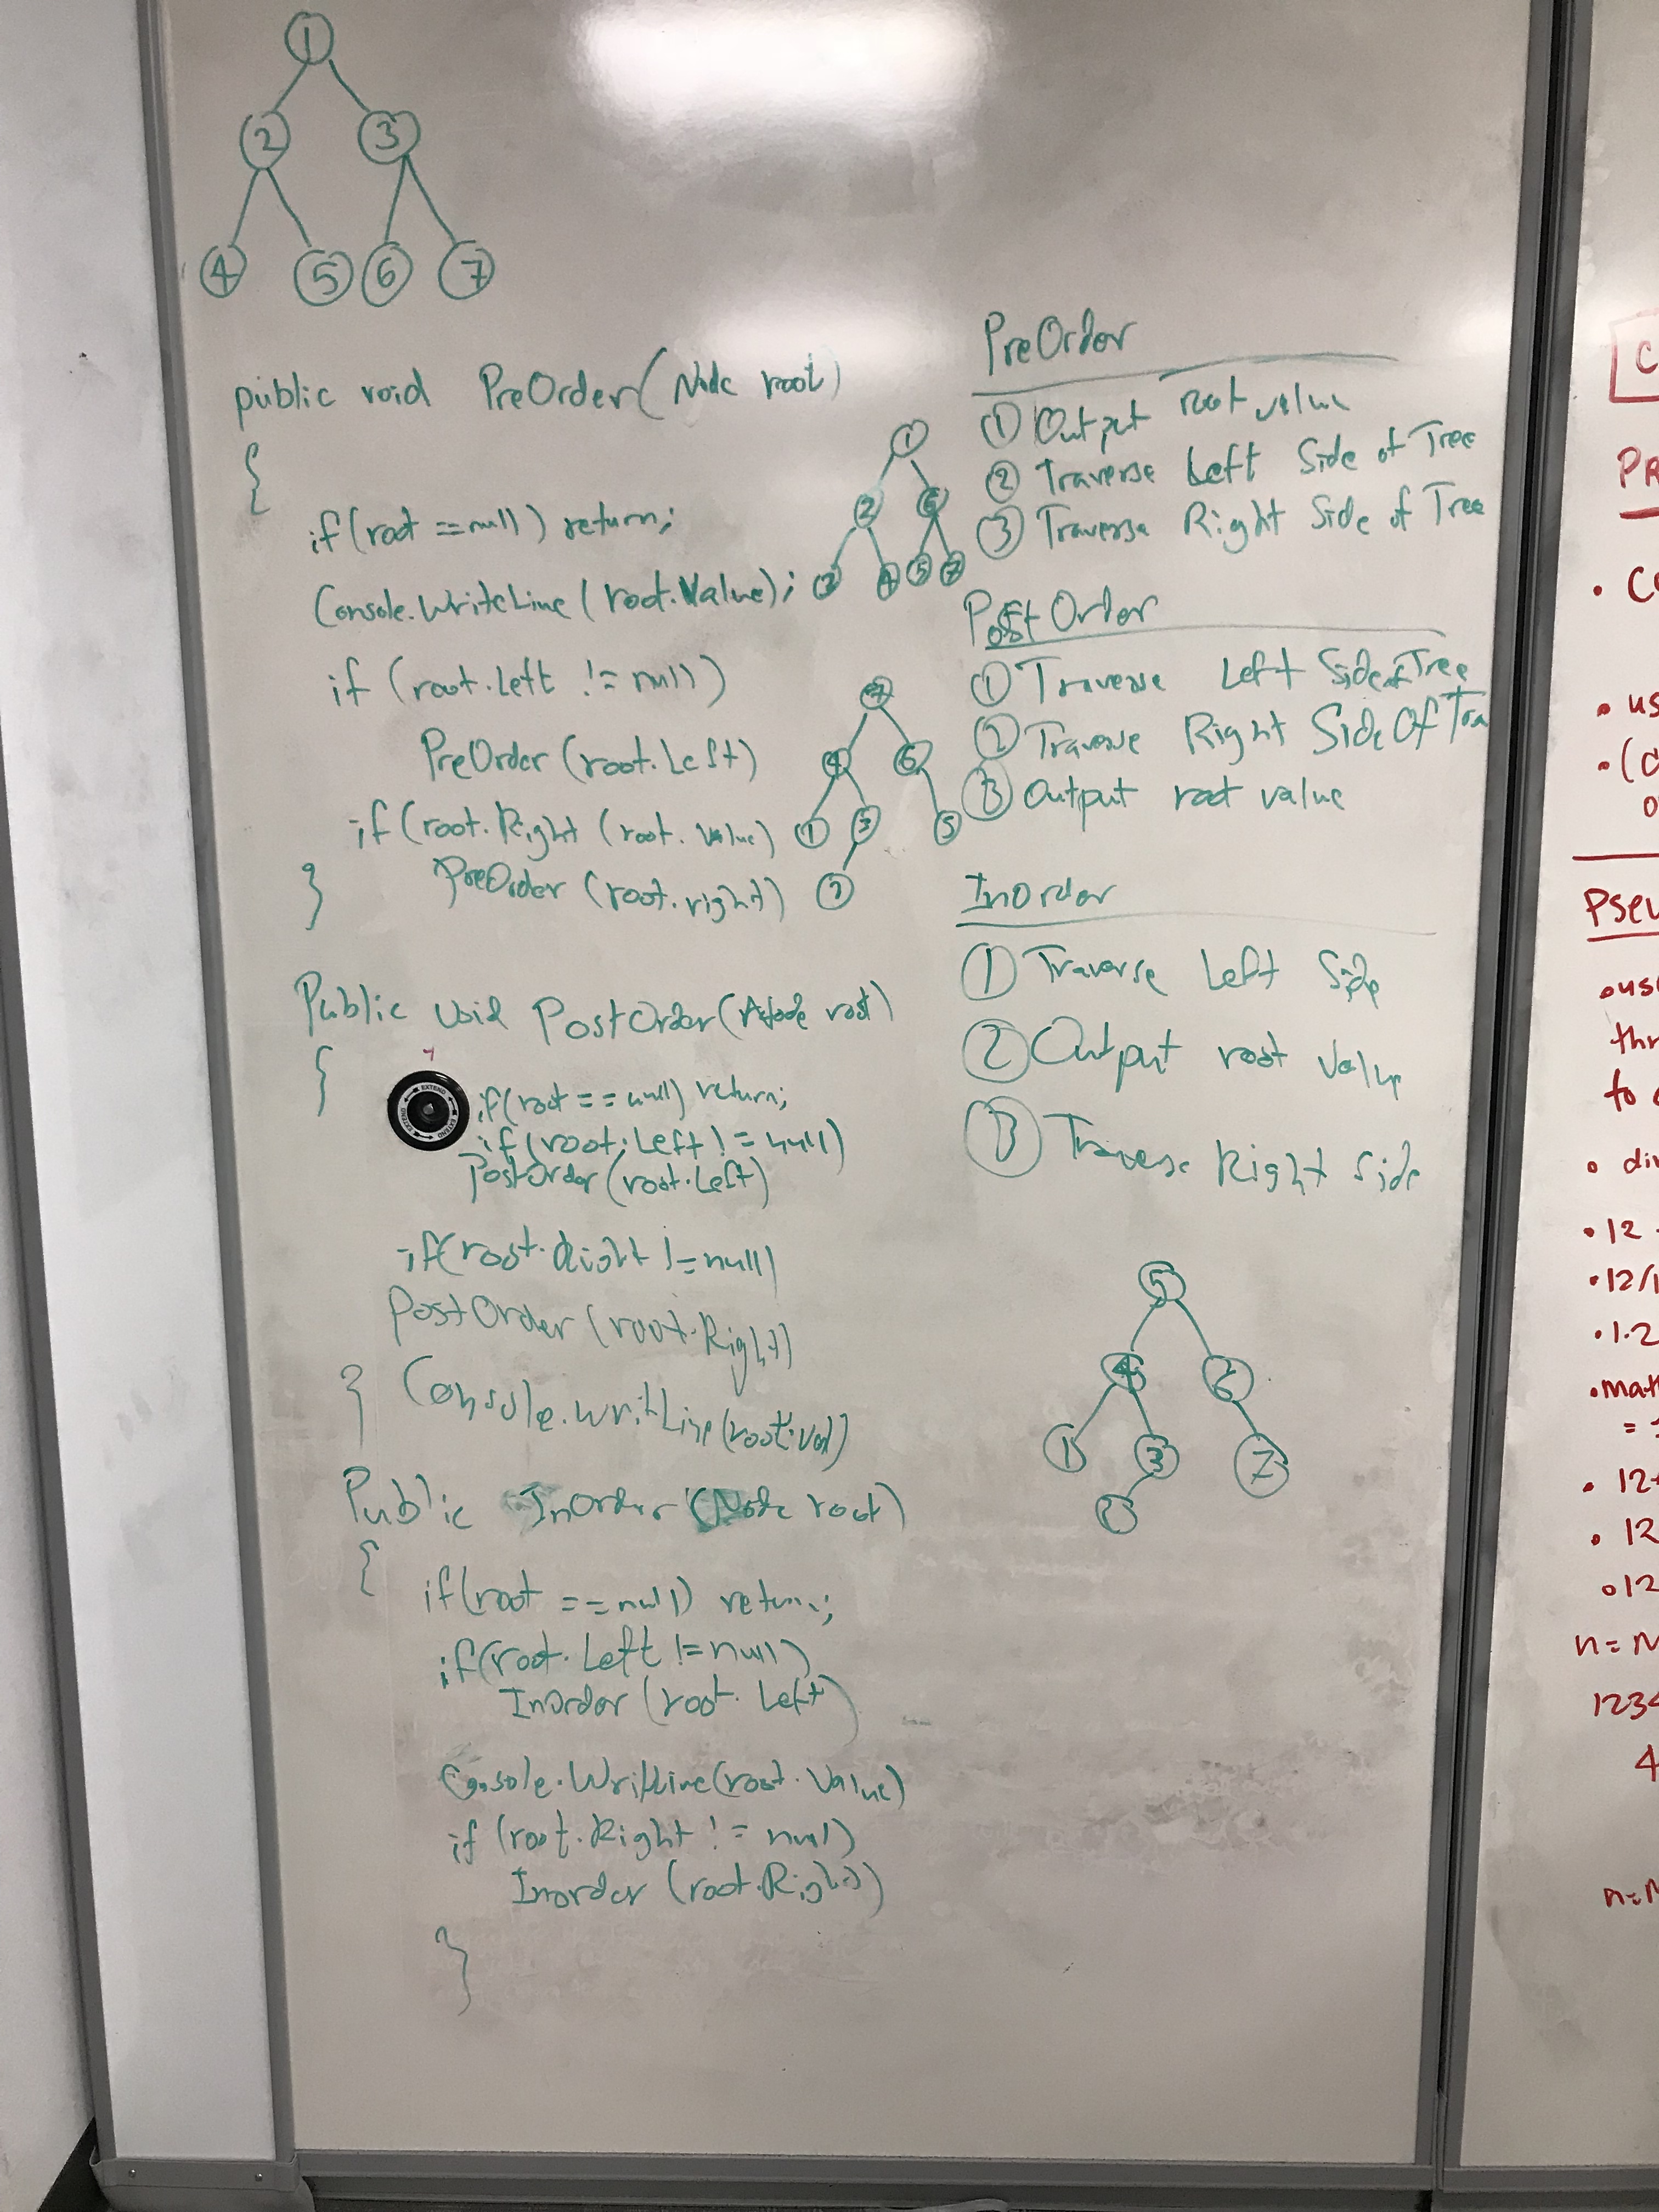 1
2 3
4 5 6 7
public void PreOrder(Node root)
{
if(root ==null) return;
Console.WriteLine(root.Value);
if (root.Left != null)
PreOrder(root.Left)
if(root.Right (root. Value)
PreOrder (root.right)
}
Public void PostOrder(Node root)
{
EXTEND EXTEND EXTEND
if(root == null) return;
if(root.Left != null)
PostOrder(root.Left)
if(root.Right !=null)
PostOrder (root.Right)
} Console.writLine(root.val)
Public InOrder (Node root)
{
if(root ==null) return;
if(root.Left !=null)
InOrder (root. Left)
Console.WritLine(root.Value)
if (root.Right != null)
Inorder (root.Right)
}
1
2 6
3 4 5 7
4 6
1 3 5
2
PreOrder
① Output root value
② Traverse Left Side of Tree
③ Traverse Right Side of Tree
PostOrder
① Traverse Left Side of Tree
② Traverse Right Side Of Tre
③ Output root value
InOrder
① Traverse Left Side
② Output root Value
③ Traverse Right Side
5
4 6
1 3 7
C
PR
• CO
• us
• (
o
Pseu
• us
thr
to
• div
• 12
• 12/1
• 1.2
• mat
=
• 12
• 12
• 12
n=
1234
4
n=